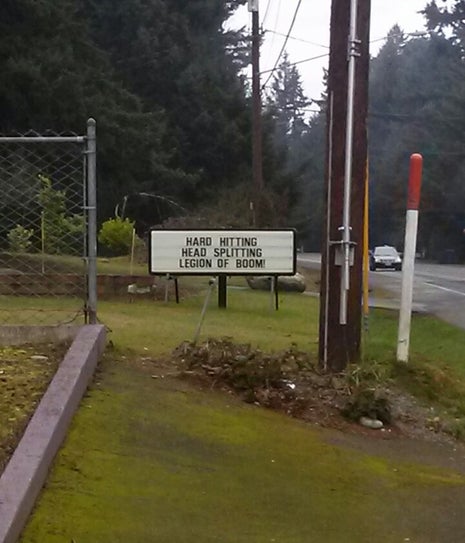 HARD HITTING
HEAD SPLITTING
LEGION OF BOOM!